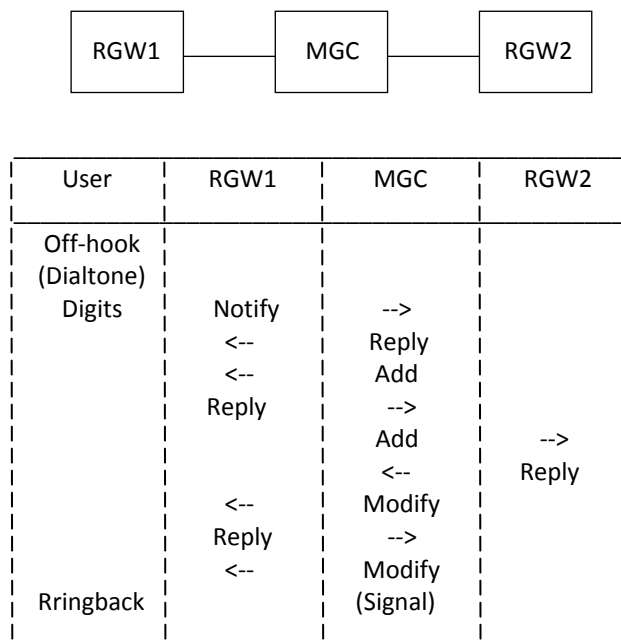 RGW1 MGC RGW2
User RGW1 MGC RGW2
Off-hook
(Dialtone)
Digits Notify -->
<-- Reply
<-- Add
Reply -->
Add -->
<-- Reply
<-- Modify
Reply -->
<-- Modify
Rringback (Signal)